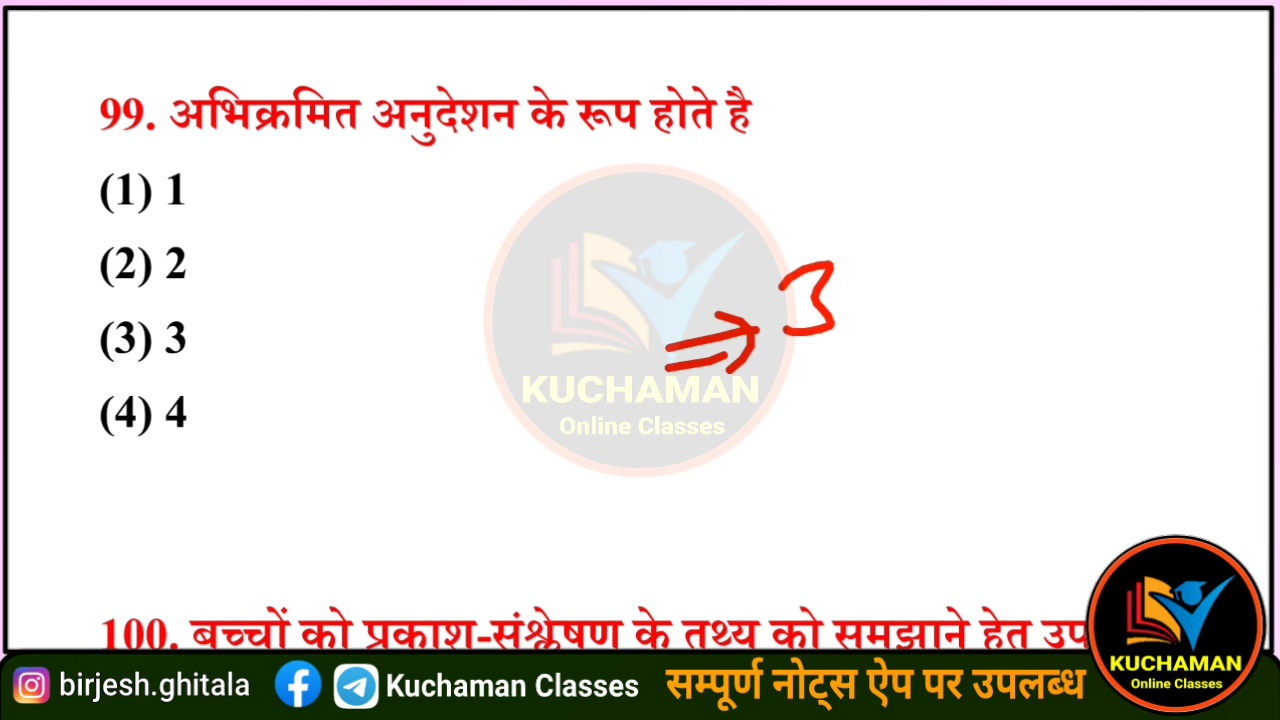 99. अभिक्रमित अनुदेशन के रूप होते है
(1) 1
(2) 2
(3) 3
(4) 4
3
KUCHAMAN
Online Classes
100. बच्चों को प्रकाश-संश्लेषण के तथ्य को समझाने हेत
birjesh.ghitala
Kuchaman Classes
सम्पूर्ण नोट्स ऐप पर उपलब्ध
KUCHAMAN
Online Classes